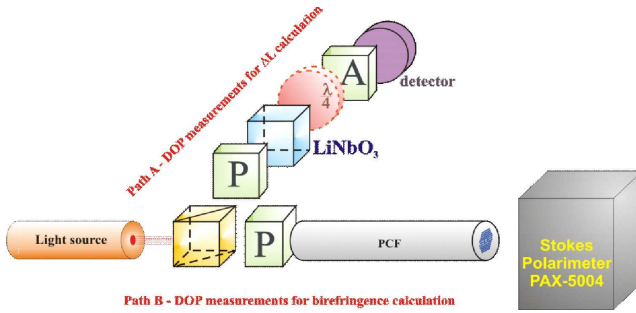 Path A - DOP measurements for ΔL calculation
A
λ/4
detector
LiNbO₃
P
Light source
P
PCF
Stokes
Polarimeter
PAX-5004
Path B - DOP measurements for birefringence calculation